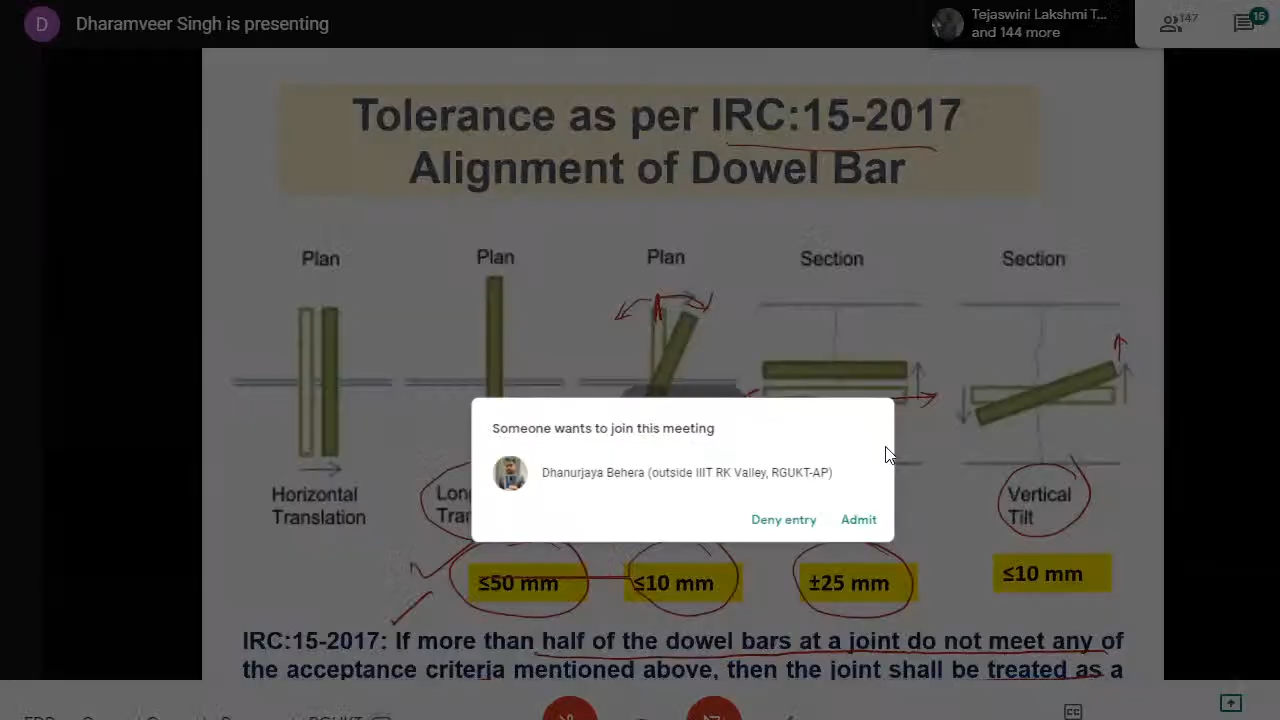 D
Dharamveer Singh is presenting
Tejaswini Lakshmi T...
and 144 more
147
15
Tolerance as per IRC:15-2017
Alignment of Dowel Bar
Plan
Plan
Plan
Section
Section
Someone wants to join this meeting
Dhanurjaya Behera (outside IIIT RK Valley, RGUKT-AP)
Deny entry
Admit
Horizontal
Translation
Vertical
Tilt
≤50 mm
≤10 mm
±25 mm
≤10 mm
IRC:15-2017: If more than half of the dowel bars at a joint do not meet any of
the acceptance criteria mentioned above, then the joint shall be treated as a
CC